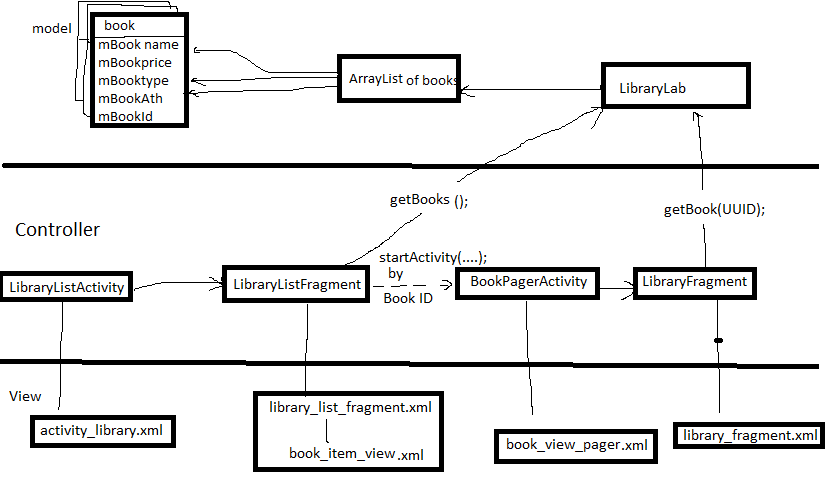 model
book
mBook name
mBookprice
mBooktype
mBookAth
mBookId
ArrayList of books
LibraryLab
getBooks ();
getBook(UUID);
Controller
startActivity(....);
by
Book ID
LibraryListActivity
LibraryListFragment
BookPagerActivity
LibraryFragment
View
activity_library.xml
library_list_fragment.xml
book_item_view.xml
book_view_pager.xml
library_fragment.xml